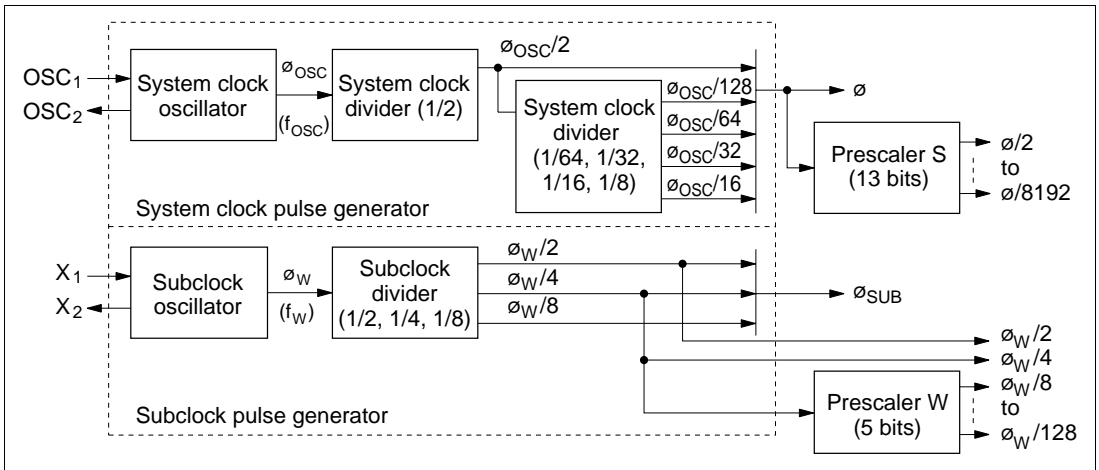 OSC1
OSC2
System clock
oscillator
øOSC
(fOSC)
System clock
divider (1/2)
øOSC/2
System clock
divider
(1/64, 1/32,
1/16, 1/8)
øOSC/128
øOSC/64
øOSC/32
øOSC/16
ø
Prescaler S
(13 bits)
ø/2
to
ø/8192
System clock pulse generator
X1
X2
Subclock
oscillator
øW
(fW)
Subclock
divider
(1/2, 1/4, 1/8)
øW/2
øW/4
øW/8
øSUB
øW/2
øW/4
Prescaler W
(5 bits)
øW/8
to
øW/128
Subclock pulse generator